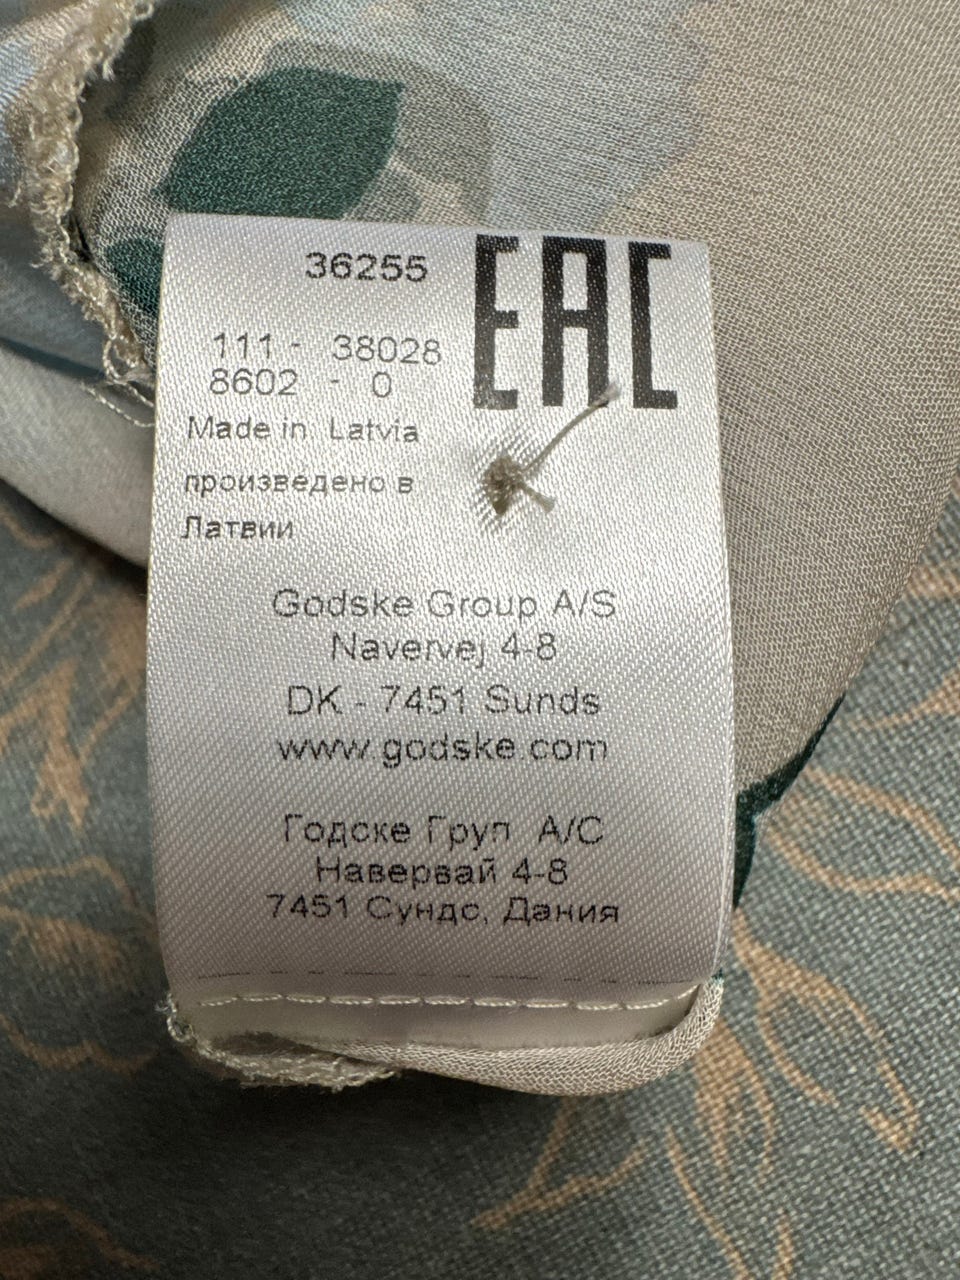 36255
EAC
111 - 38028
8602 - 0
Made in: Latvia
произведено в
Латвии
Godske Group A/S
Navervej 4-8
DK - 7451 Sunds
www.godske.com
Годске Груп А/С
Навервай 4-8
7451 Сундс, Дания